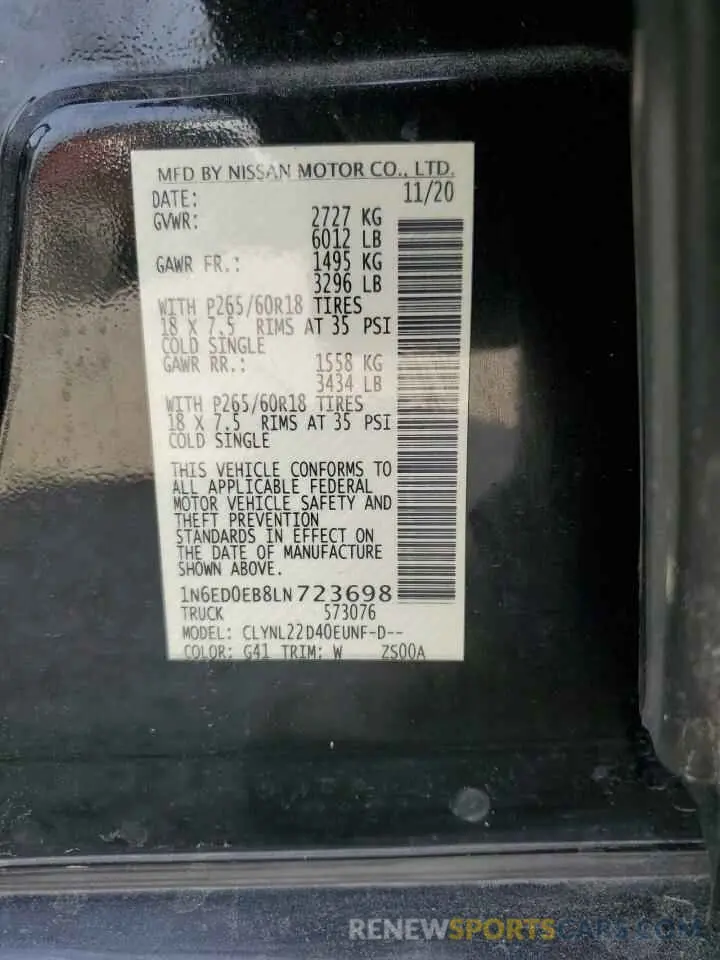 MFD BY NISSAN MOTOR CO., LTD.
DATE: 11/20
GVWR: 2727 KG
6012 LB
GAWR FR.: 1495 KG
3296 LB
WITH P265/60R18 TIRES
18 X 7.5 RIMS AT 35 PSI
COLD SINGLE
GAWR RR.: 1558 KG
3434 LB
WITH P265/60R18 TIRES
18 X 7.5 RIMS AT 35 PSI
COLD SINGLE
THIS VEHICLE CONFORMS TO
ALL APPLICABLE FEDERAL
MOTOR VEHICLE SAFETY AND
THEFT PREVENTION
STANDARDS IN EFFECT ON
THE DATE OF MANUFACTURE
SHOWN ABOVE.
1N6ED0EB8LN723698
TRUCK 573076
MODEL: CLYNL22D40EUNF-D--
COLOR: G41 TRIM: W ZS00A
RENEWSPORTSCARS.COM